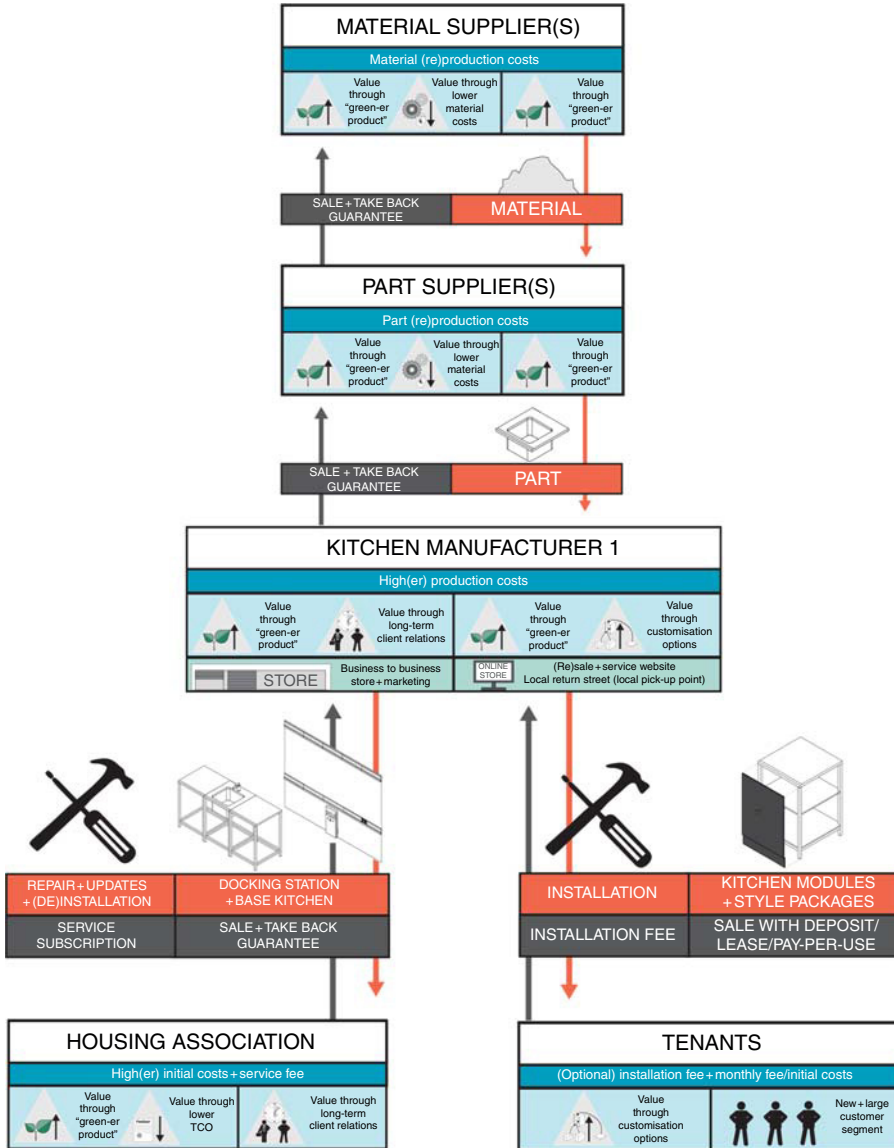 MATERIAL SUPPLIER(S)
Material (re)production costs
Value
through
“green-er
product”
Value through
lower
material
costs
Value
through
“green-er
product”
SALE + TAKE BACK
GUARANTEE
MATERIAL
PART SUPPLIER(S)
Part (re)production costs
Value
through
“green-er
product”
Value through
lower
material
costs
Value
through
“green-er
product”
SALE + TAKE BACK
GUARANTEE
PART
KITCHEN MANUFACTURER 1
High(er) production costs
Value
through
“green-er
product”
Value through
long-term
client relations
Value
through
“green-er
product”
Value
through
customisation
options
STORE
Business to business
store + marketing
ONLINE
STORE
(Re)sale + service website
Local return street (local pick-up point)
REPAIR + UPDATES
+ (DE)INSTALLATION
DOCKING STATION
+ BASE KITCHEN
SERVICE
SUBSCRIPTION
SALE + TAKE BACK
GUARANTEE
INSTALLATION
KITCHEN MODULES
+ STYLE PACKAGES
INSTALLATION FEE
SALE WITH DEPOSIT/
LEASE/PAY-PER-USE
HOUSING ASSOCIATION
High(er) initial costs + service fee
Value
through
“green-er
product”
Value through
lower
TCO
Value through
long-term
client relations
TENANTS
(Optional) installation fee + monthly fee/initial costs
Value
through
customisation
options
New + large
customer
segment